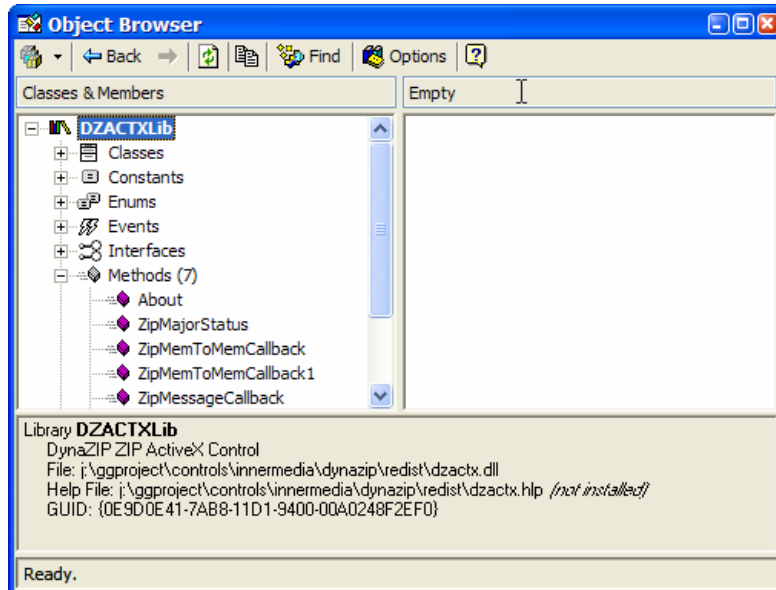 Object Browser
Back Find Options
Classes & Members Empty
DZACTXLib
Classes
Constants
Enums
Events
Interfaces
Methods (7)
About
ZipMajorStatus
ZipMemToMemCallback
ZipMemToMemCallback1
ZipMessageCallback
Library DZACTXLib
DynaZIP ZIP ActiveX Control
File: j:\ggproject\controls\innermedia\dynazip\redist\dzactx.dll
Help File: j:\ggproject\controls\innermedia\dynazip\redist\dzactx.hlp (not installed)
GUID: {0E9D0E41-7AB8-11D1-9400-00A0248F2EF0}
Ready.